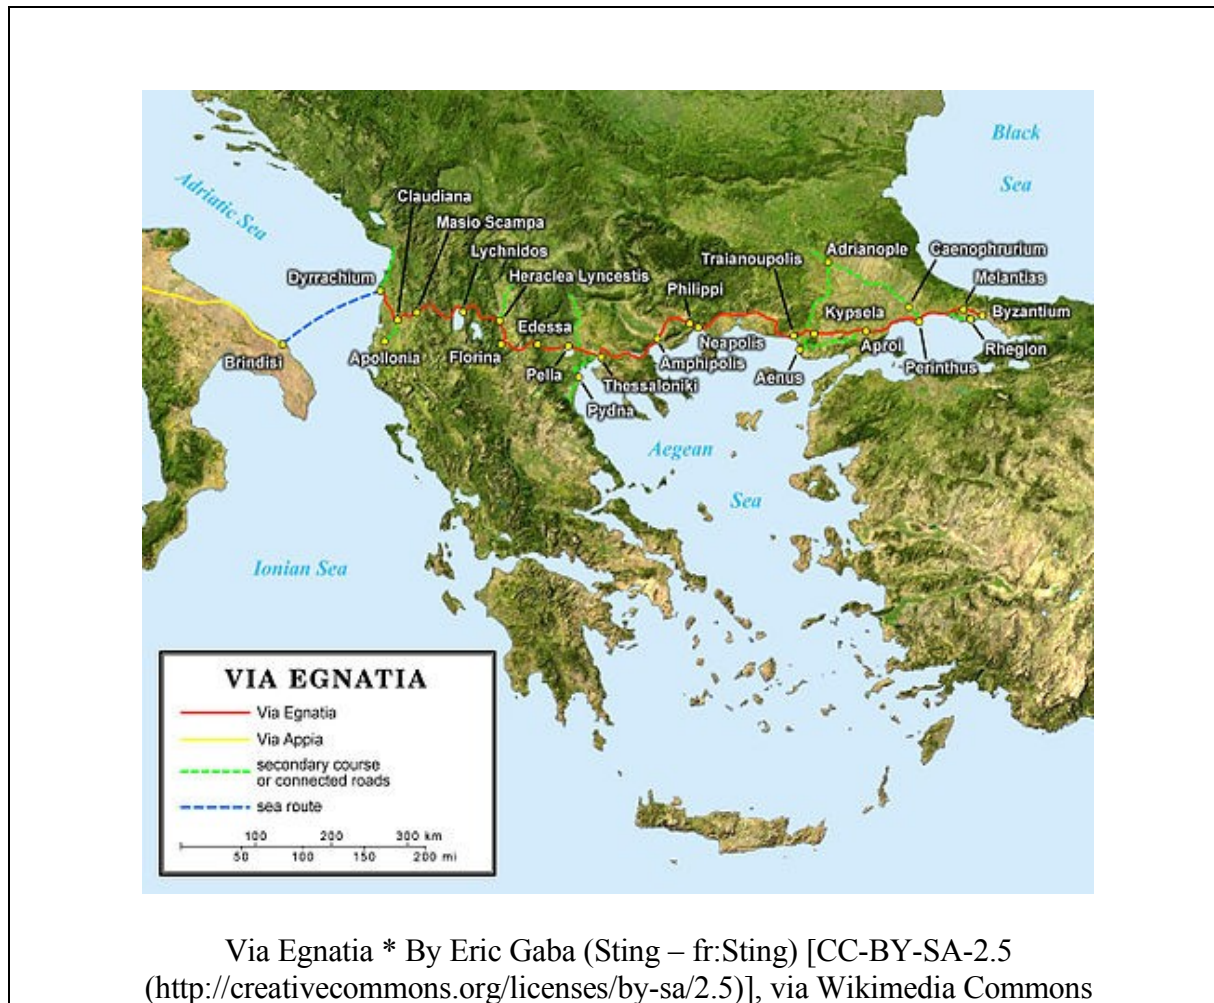 Black
Sea
Adriatic Sea
Claudiana
Masio Scampa
Lychnidos
Heraclea Lyncestis
Dyrrachium
Traianoupolis
Adrianople
Caenophrurium
Melantias
Philippi
Kypsela
Byzantium
Edessa
Neapolis
Brindisi
Apollonia
Florina
Amphipolis
Aproi
Rhegion
Pella
Thessaloniki
Aenus
Perinthus
Pydna
Aegean
Sea
Ionian Sea
VIA EGNATIA
Via Egnatia
Via Appia
secondary course
or connected roads
sea route
100 200 300 km
50 100 150 200 mi
Via Egnatia * By Eric Gaba (Sting – fr:Sting) [CC-BY-SA-2.5
(http://creativecommons.org/licenses/by-sa/2.5)], via Wikimedia Commons